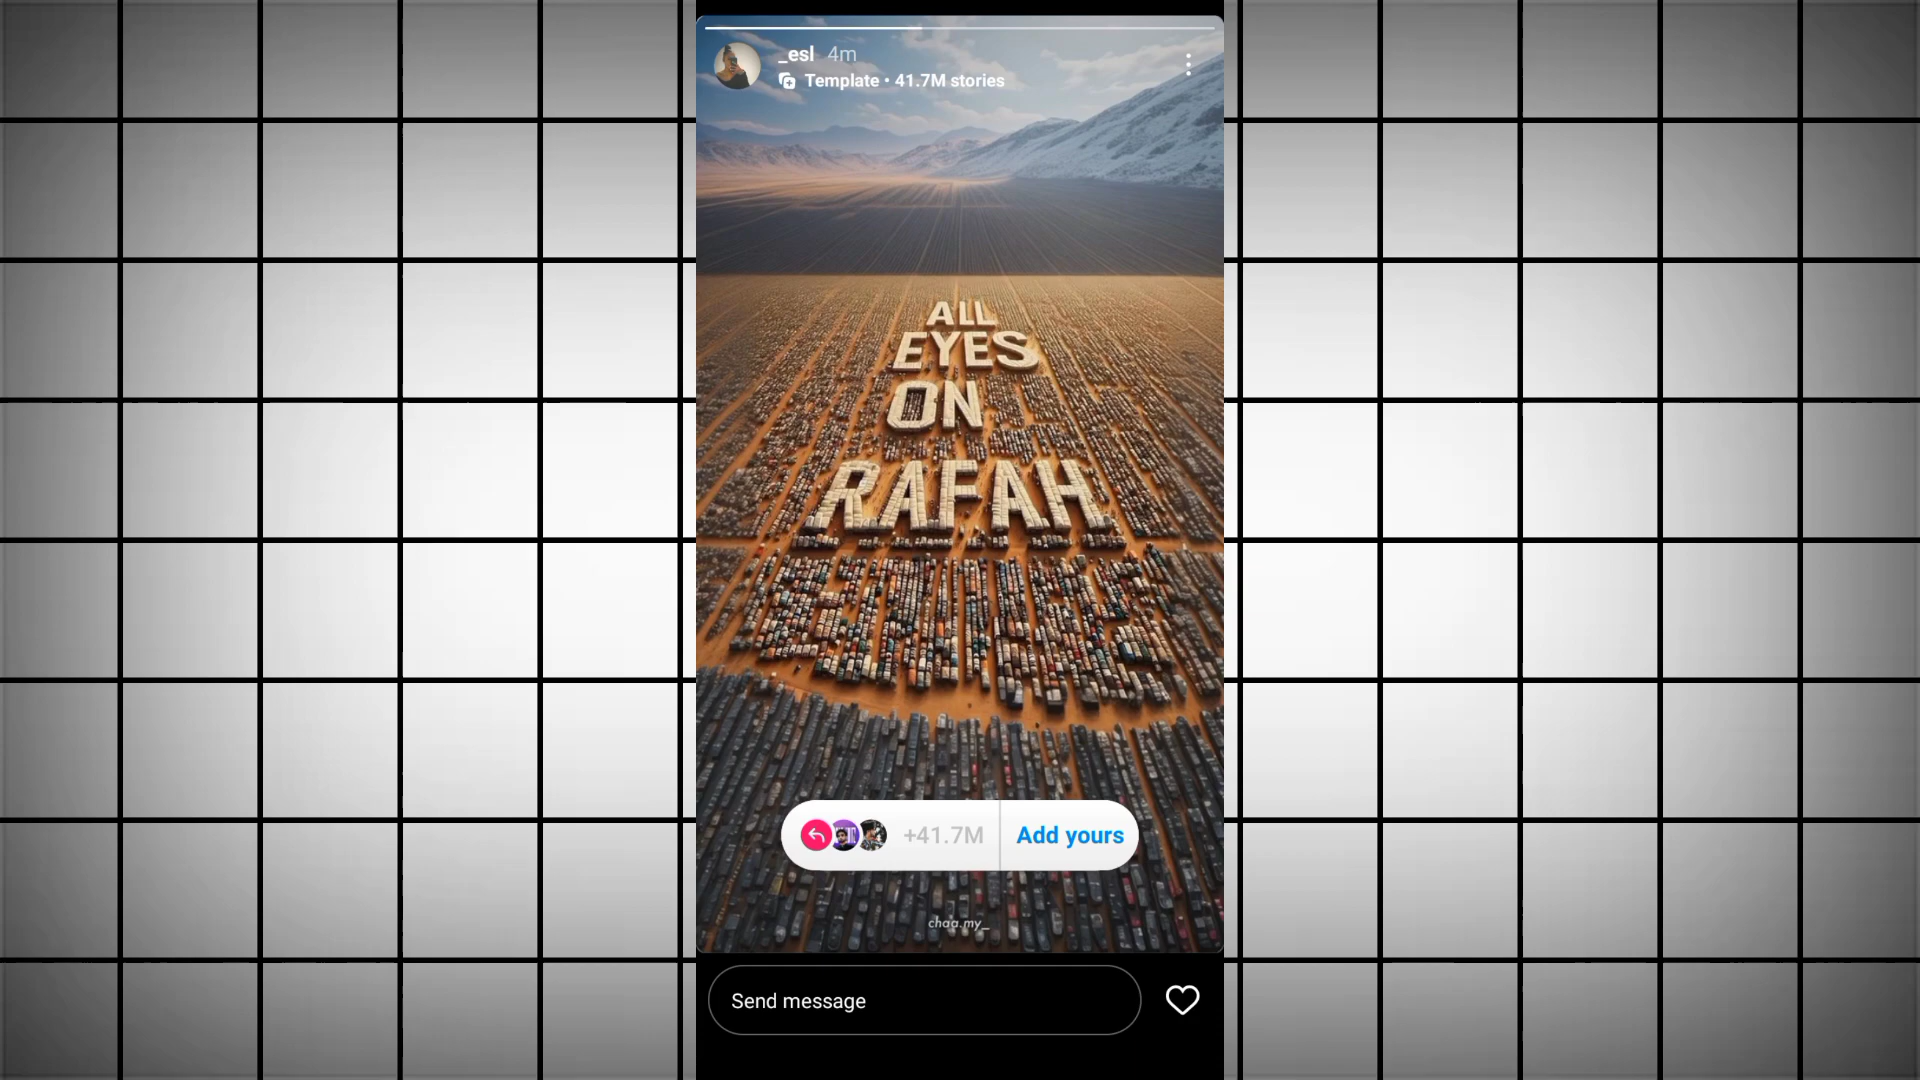 _esl 4m
Template • 41.7M stories
ALL
EYES
ON
RAFAH
+41.7M Add yours
chaa.my_
Send message